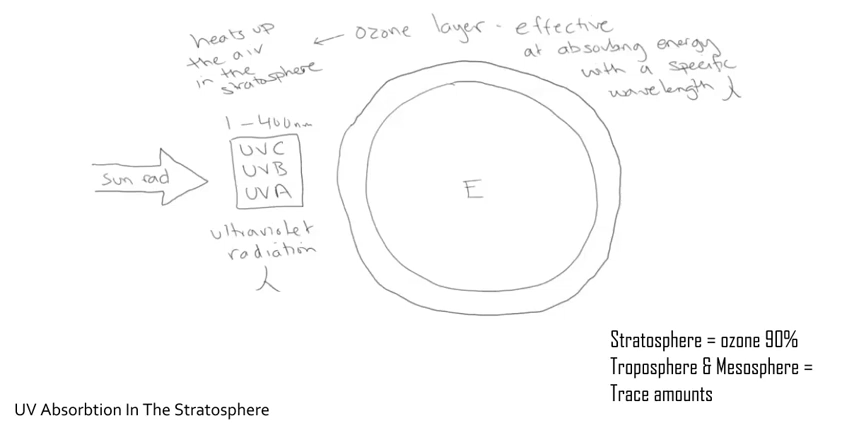 heats up
the air
in the
stratosphere
← ozone layer - effective
at absorbing energy
with a specific
wavelength λ
1 - 400nm
UVC
UVB
UVA
Sun rad
ultraviolet
radiation
λ
E
Stratosphere = ozone 90%
Troposphere & Mesosphere =
Trace amounts
UV Absorbtion In The Stratosphere